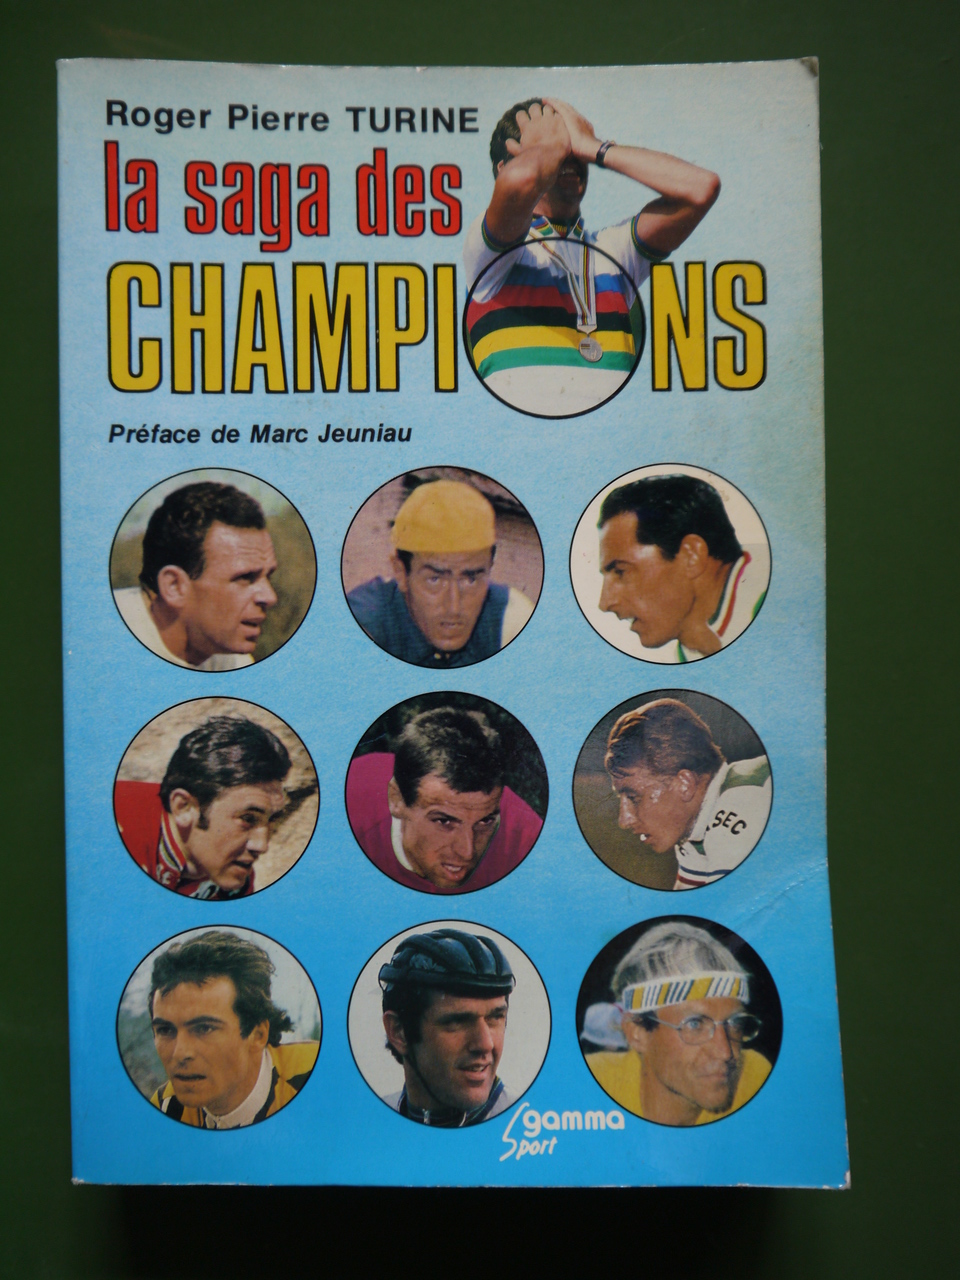 Roger Pierre TURINE
la saga des
CHAMPIONS
Préface de Marc Jeuniau
SEC
gamma
Sport